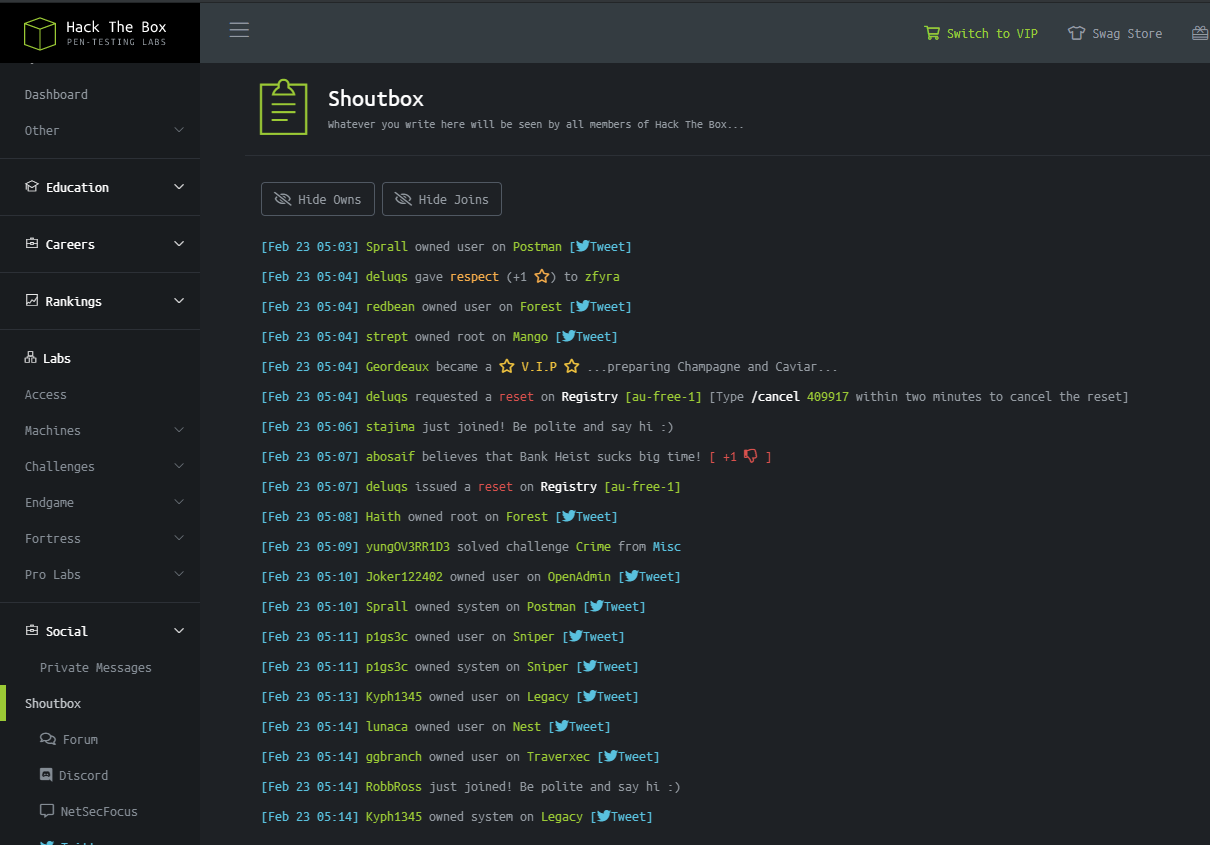 Hack The Box
PEN-TESTING LABS
Switch to VIP
Swag Store
Dashboard
Other
Education
Careers
Rankings
Labs
Access
Machines
Challenges
Endgame
Fortress
Pro Labs
Social
Private Messages
Shoutbox
Forum
Discord
NetSecFocus
Shoutbox
Whatever you write here will be seen by all members of Hack The Box...
Hide Owns
Hide Joins
[Feb 23 05:03] Sprall owned user on Postman [Tweet]
[Feb 23 05:04] deluqs gave respect (+1 ☆) to zfyra
[Feb 23 05:04] redbean owned user on Forest [Tweet]
[Feb 23 05:04] strept owned root on Mango [Tweet]
[Feb 23 05:04] Geordeaux became a ☆ V.I.P ☆ ...preparing Champagne and Caviar...
[Feb 23 05:04] deluqs requested a reset on Registry [au-free-1] [Type /cancel 409917 within two minutes to cancel the reset]
[Feb 23 05:06] stajima just joined! Be polite and say hi :)
[Feb 23 05:07] abosaif believes that Bank Heist sucks big time! [ +1 ]
[Feb 23 05:07] deluqs issued a reset on Registry [au-free-1]
[Feb 23 05:08] Haith owned root on Forest [Tweet]
[Feb 23 05:09] yungOV3RR1D3 solved challenge Crime from Misc
[Feb 23 05:10] Joker122402 owned user on OpenAdmin [Tweet]
[Feb 23 05:10] Sprall owned system on Postman [Tweet]
[Feb 23 05:11] p1gs3c owned user on Sniper [Tweet]
[Feb 23 05:11] p1gs3c owned system on Sniper [Tweet]
[Feb 23 05:13] Kyph1345 owned user on Legacy [Tweet]
[Feb 23 05:14] lunaca owned user on Nest [Tweet]
[Feb 23 05:14] ggbranch owned user on Traverxec [Tweet]
[Feb 23 05:14] RobbRoss just joined! Be polite and say hi :)
[Feb 23 05:14] Kyph1345 owned system on Legacy [Tweet]